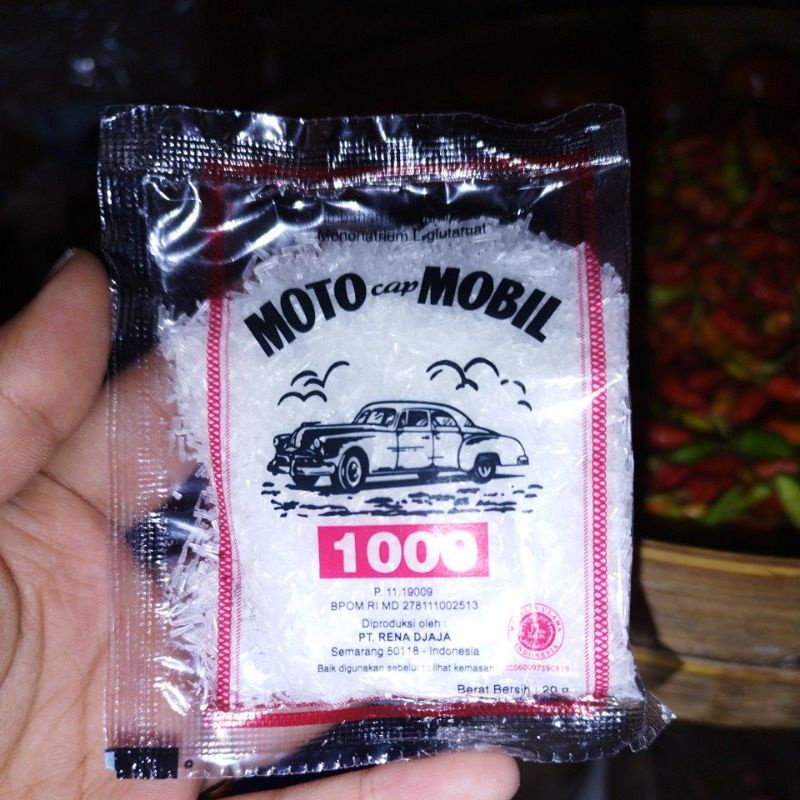 Mononatrium L-glutamat
MOTO cap MOBIL
1000
P. 11.19009
BPOM RI MD 278111002513
Diproduksi oleh :
PT. RENA DJAJA
Semarang 50118 - Indonesia
Baik digunakan lihat kemasan
INDONESIA
Berat Bersih : 20 g